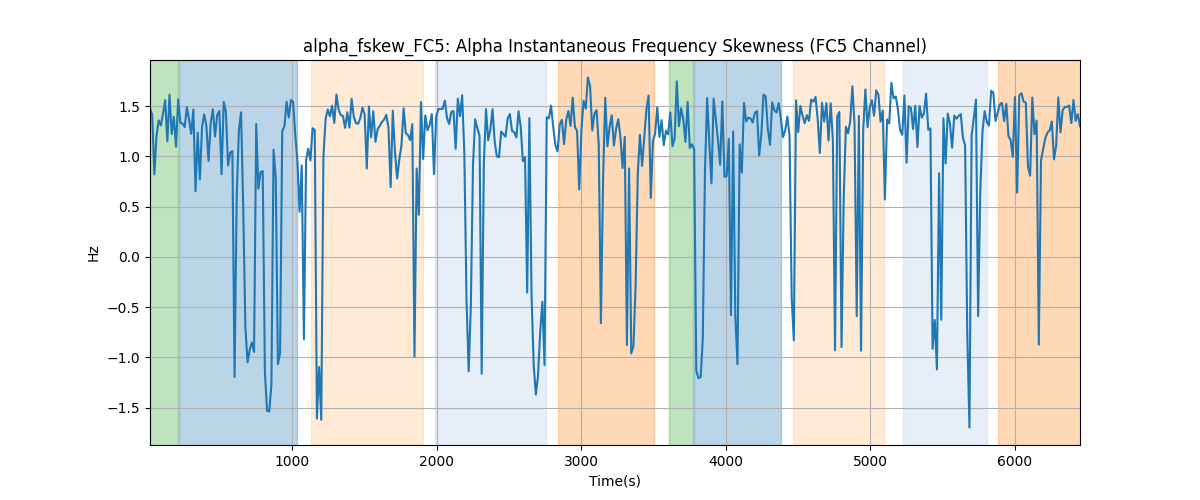 alpha_fskew_FC5: Alpha Instantaneous Frequency Skewness (FC5 Channel)
1.5
1.0
0.5
0.0
−0.5
−1.0
−1.5
Hz
1000 2000 3000 4000 5000 6000
Time(s)